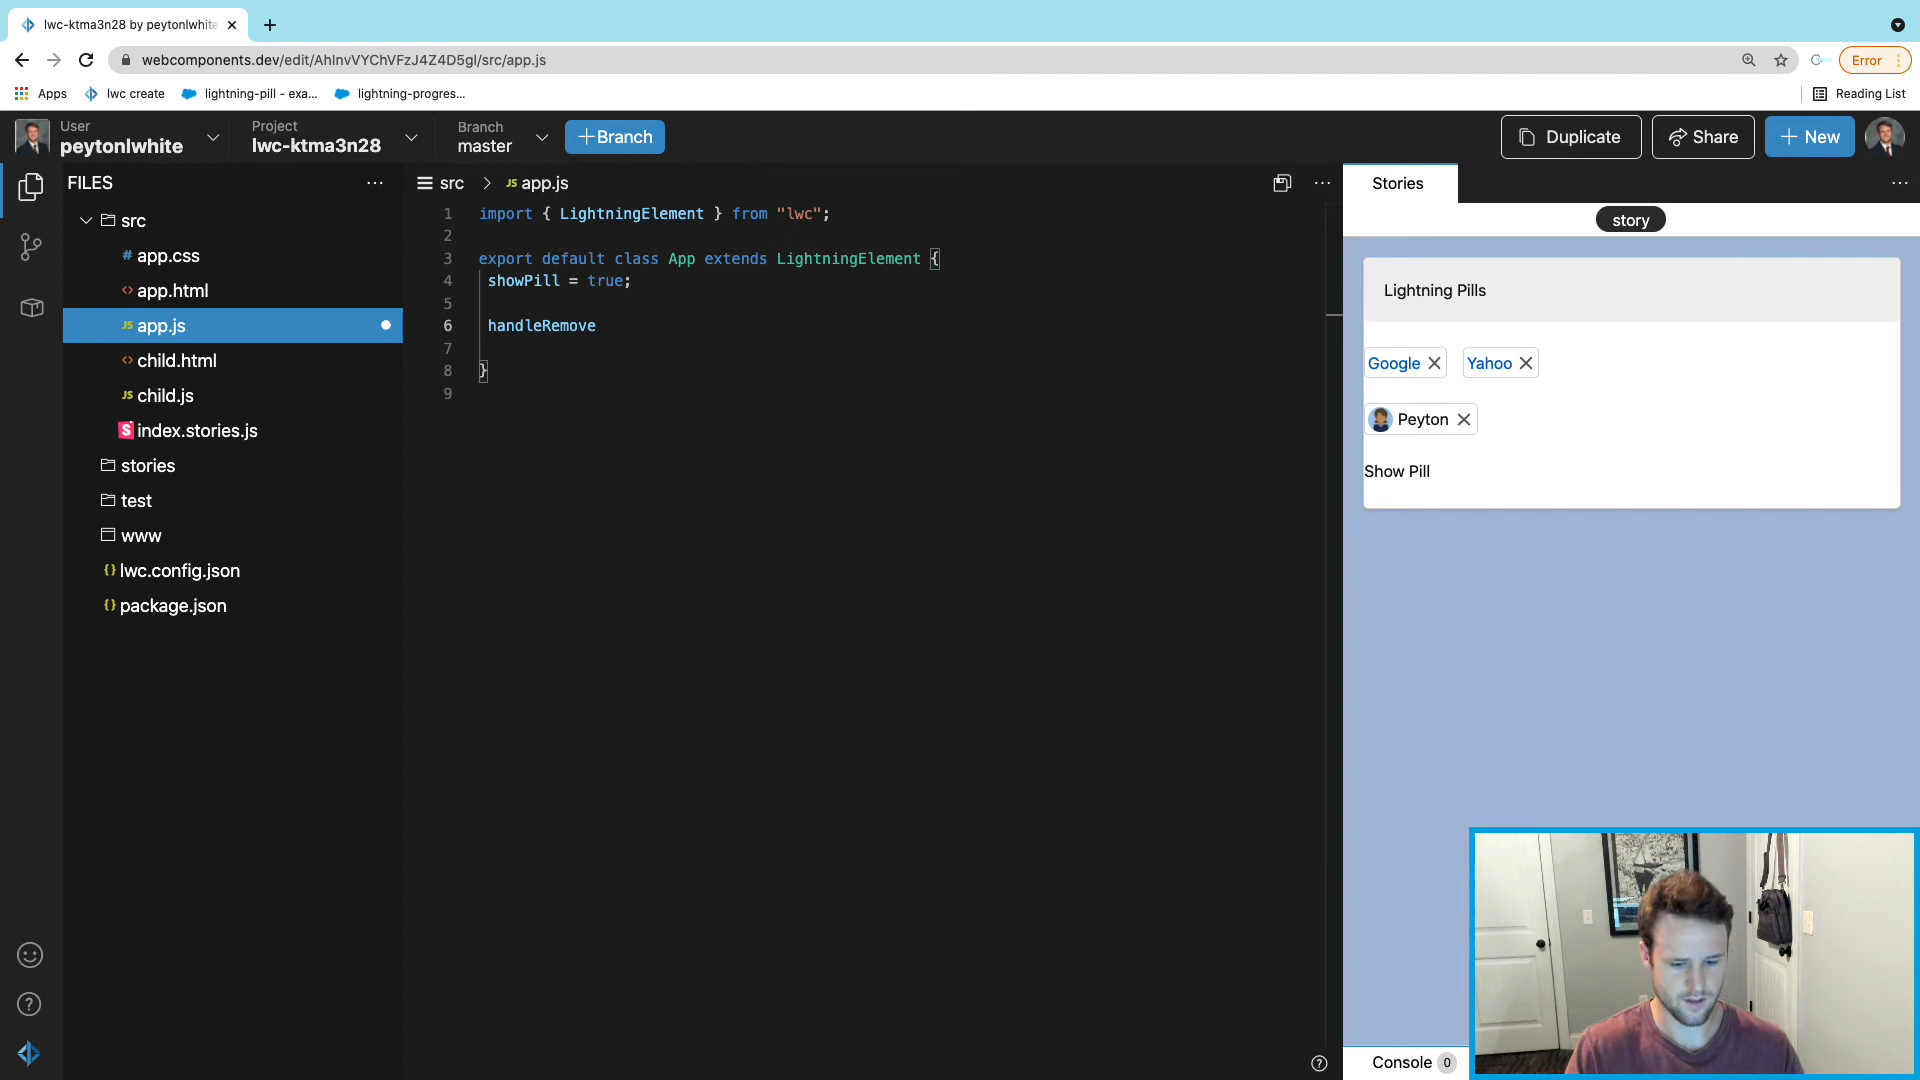 lwc-ktma3n28 by peytonlwhite
webcomponents.dev/edit/AhInvVYChVFzJ4Z4D5gl/src/app.js
Error
Apps
lwc create
lightning-pill - exa...
lightning-progres...
Reading List
User
peytonlwhite
Project
lwc-ktma3n28
Branch
master
Branch
Duplicate
Share
New
FILES
src
# app.css
<> app.html
JS app.js
<> child.html
JS child.js
S index.stories.js
stories
test
www
{} lwc.config.json
{} package.json
src > JS app.js
1 import { LightningElement } from "lwc";
2
3 export default class App extends LightningElement {
4 showPill = true;
5
6 handleRemove
7
8 }
9
Stories
story
Lightning Pills
Google
Yahoo
Peyton
Show Pill
Console 0